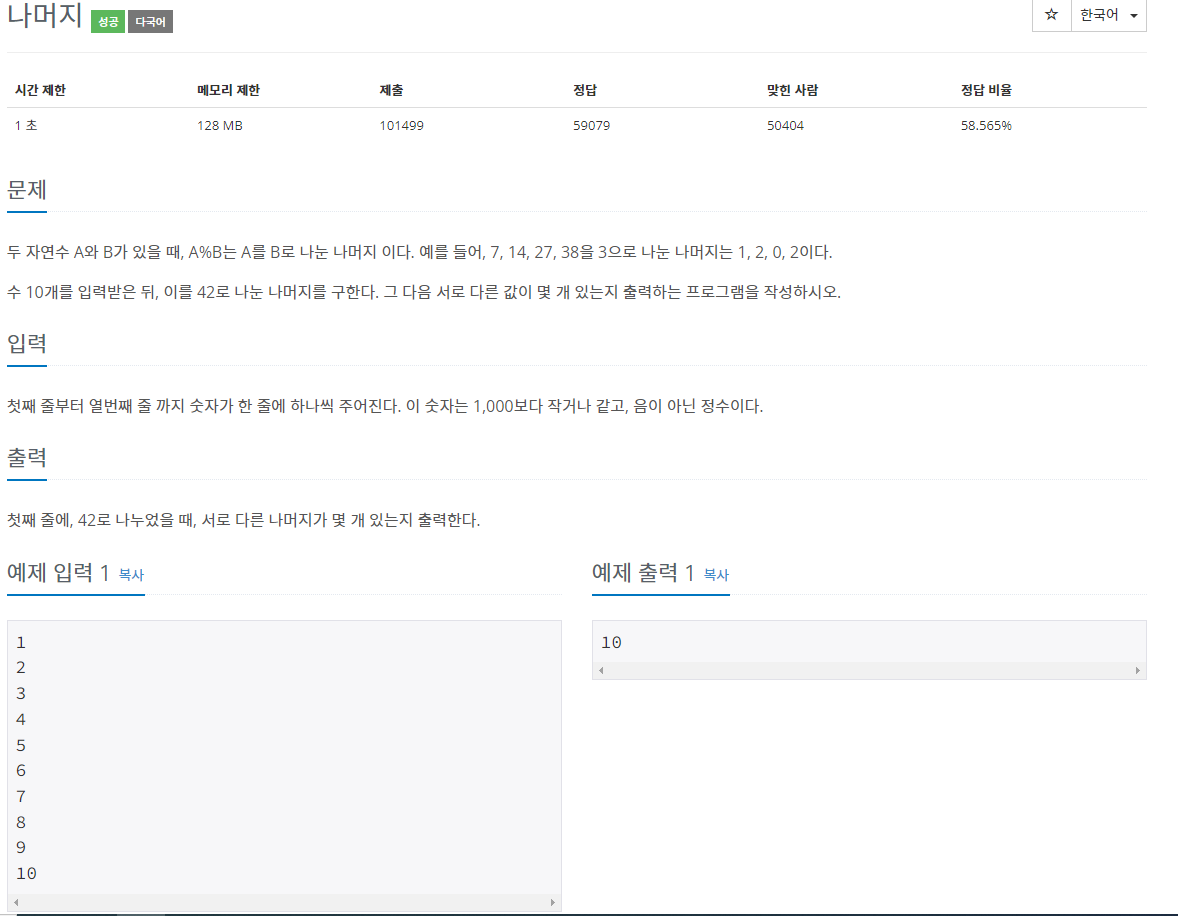 나머지 성공 다국어
☆ 한국어
시간 제한 메모리 제한 제출 정답 맞힌 사람 정답 비율
1 초 128 MB 101499 59079 50404 58.565%
문제
두 자연수 A와 B가 있을 때, A%B는 A를 B로 나눈 나머지 이다. 예를 들어, 7, 14, 27, 38을 3으로 나눈 나머지는 1, 2, 0, 2이다.
수 10개를 입력받은 뒤, 이를 42로 나눈 나머지를 구한다. 그 다음 서로 다른 값이 몇 개 있는지 출력하는 프로그램을 작성하시오.
입력
첫째 줄부터 열번째 줄 까지 숫자가 한 줄에 하나씩 주어진다. 이 숫자는 1,000보다 작거나 같고, 음이 아닌 정수이다.
출력
첫째 줄에, 42로 나누었을 때, 서로 다른 나머지가 몇 개 있는지 출력한다.
예제 입력 1 복사
1
2
3
4
5
6
7
8
9
10
예제 출력 1 복사
10